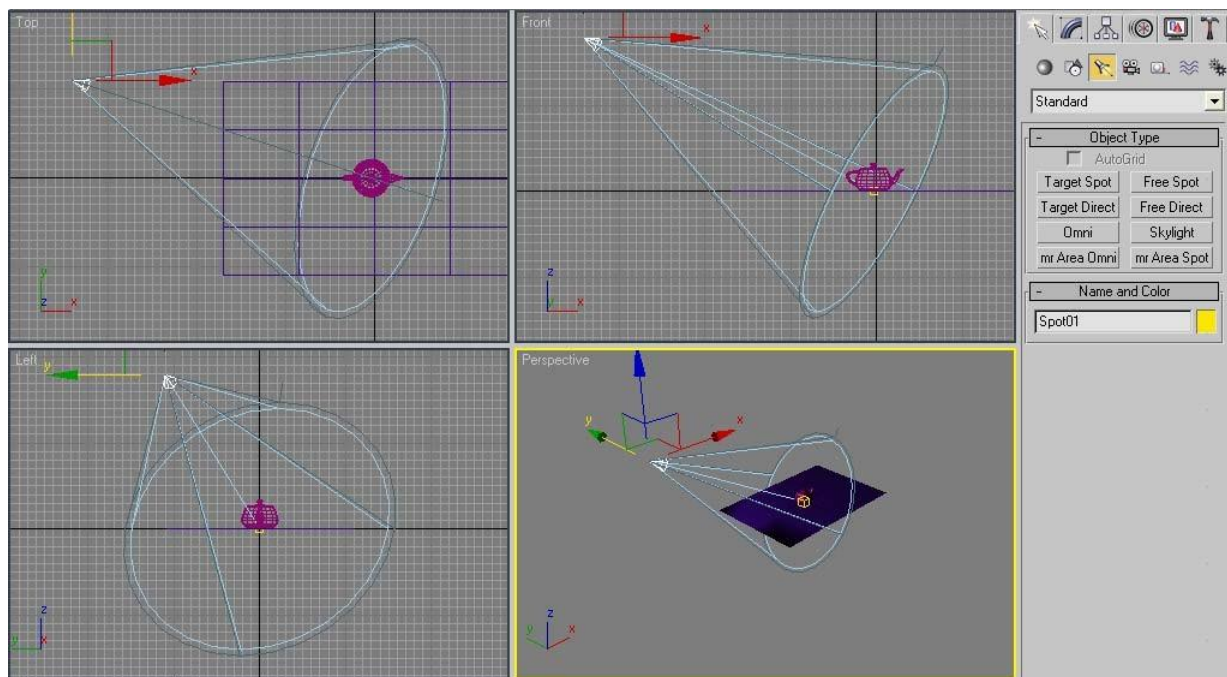 Top
Front
x
x
y
z
x
z
y
x
Left
Perspective
y
y
x
z
y
x
z
y
x
Standard
- Object Type
AutoGrid
Target Spot
Free Spot
Target Direct
Free Direct
Omni
Skylight
mr Area Omni
mr Area Spot
- Name and Color
Spot01